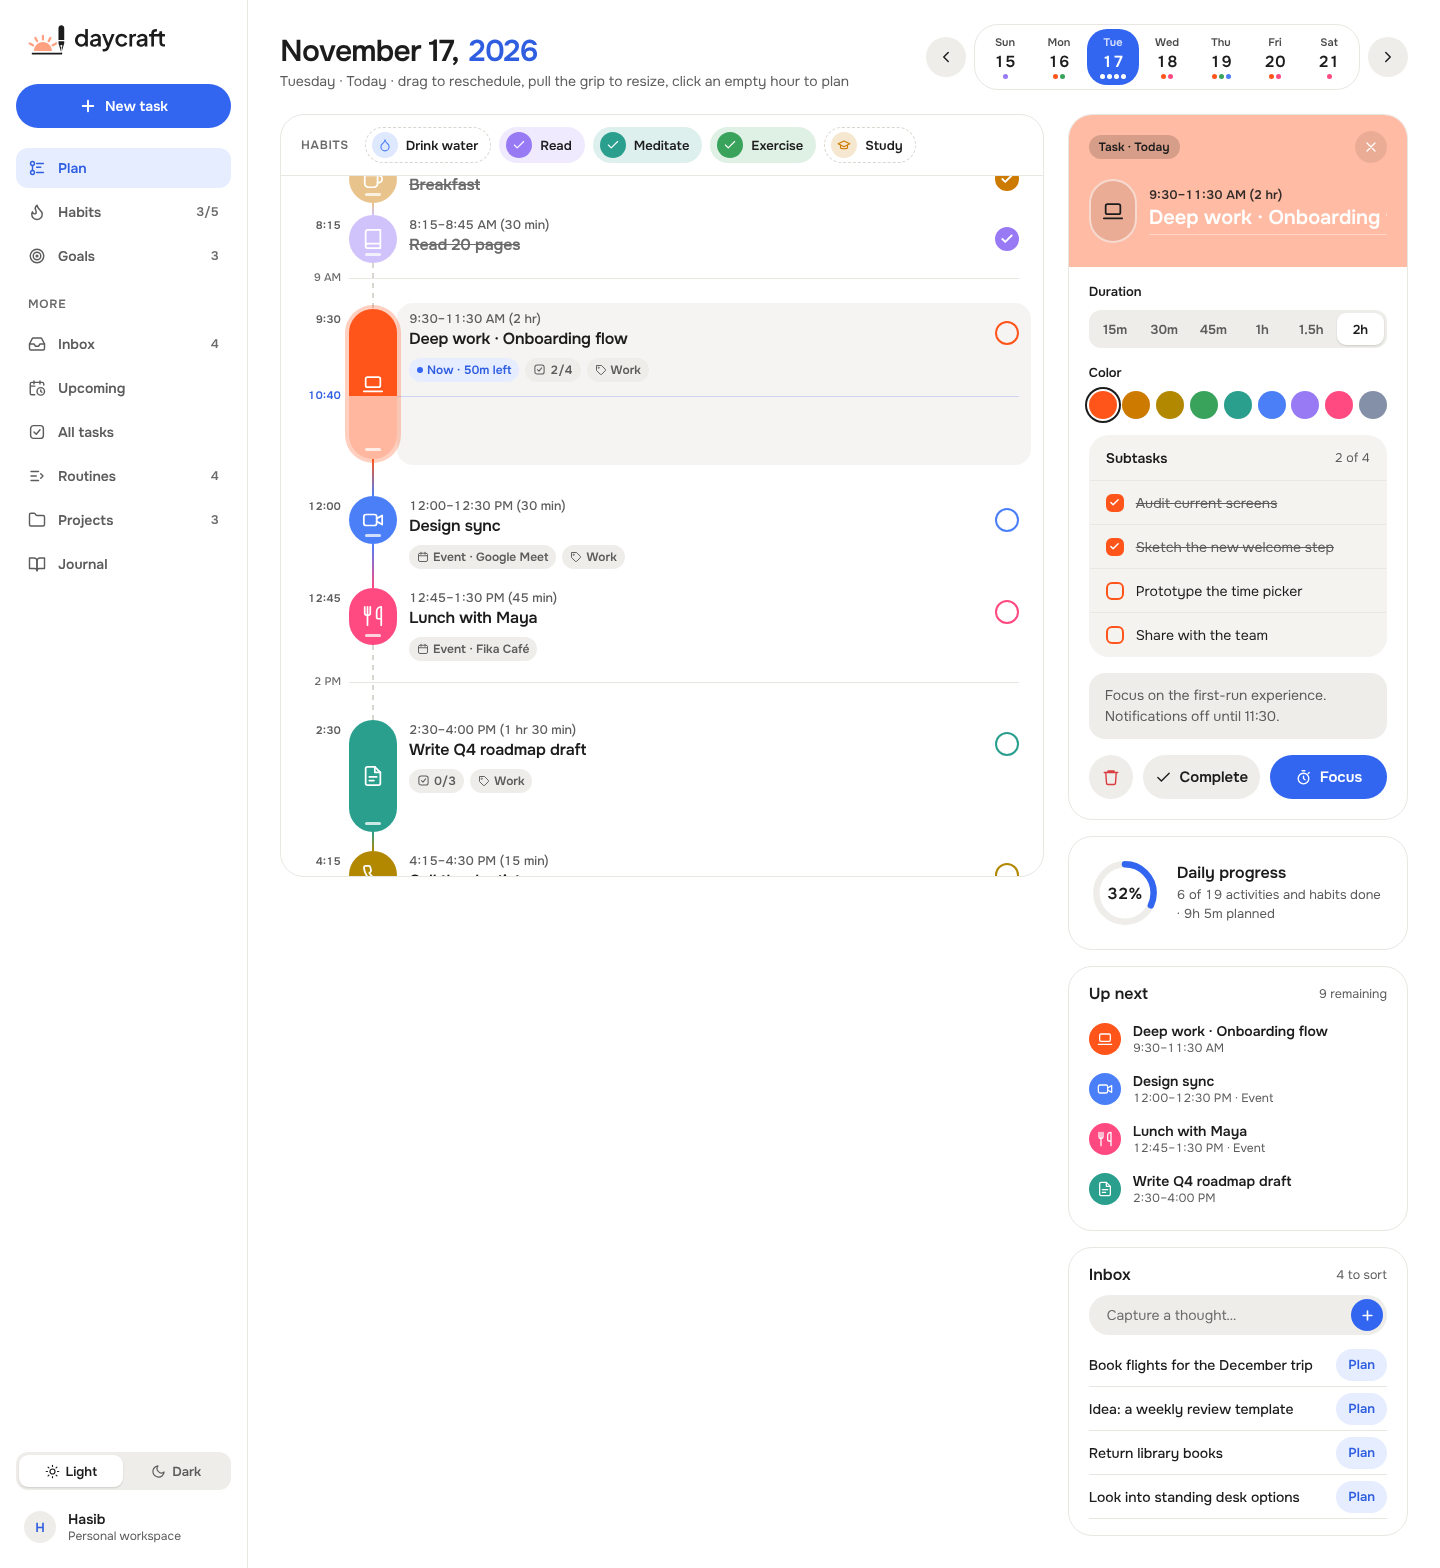 daycraft
New task
Plan
Habits 3/5
Goals 3
MORE
Inbox 4
Upcoming
All tasks
Routines 4
Projects 3
Journal
Light Dark
H
Hasib
Personal workspace
November 17, 2026
Tuesday · Today · drag to reschedule, pull the grip to resize, click an empty hour to plan
Sun Mon Tue Wed Thu Fri Sat
15 16 17 18 19 20 21
HABITS Drink water Read Meditate Exercise Study
Breakfast
8:15 8:15–8:45 AM (30 min)
Read 20 pages
9 AM
9:30 9:30–11:30 AM (2 hr)
Deep work · Onboarding flow
Now · 50m left 2/4 Work
10:40
12:00 12:00–12:30 PM (30 min)
Design sync
Event · Google Meet Work
12:45 12:45–1:30 PM (45 min)
Lunch with Maya
Event · Fika Café
2 PM
2:30 2:30–4:00 PM (1 hr 30 min)
Write Q4 roadmap draft
0/3 Work
4:15 4:15–4:30 PM (15 min)
Task · Today
9:30–11:30 AM (2 hr)
Deep work · Onboarding
Duration
15m 30m 45m 1h 1.5h 2h
Color
Subtasks 2 of 4
Audit current screens
Sketch the new welcome step
Prototype the time picker
Share with the team
Focus on the first-run experience.
Notifications off until 11:30.
Complete Focus
32%
Daily progress
6 of 19 activities and habits done
· 9h 5m planned
Up next 9 remaining
Deep work · Onboarding flow
9:30–11:30 AM
Design sync
12:00–12:30 PM · Event
Lunch with Maya
12:45–1:30 PM · Event
Write Q4 roadmap draft
2:30–4:00 PM
Inbox 4 to sort
Capture a thought...
Book flights for the December trip Plan
Idea: a weekly review template Plan
Return library books Plan
Look into standing desk options Plan